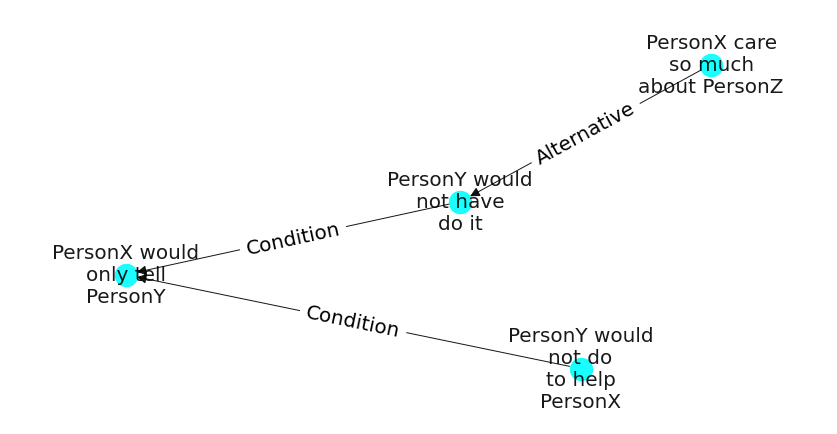 PersonX care
so much
about PersonZ
Alternative
PersonY would
not have
do it
Condition
PersonX would
only tell
PersonY
Condition
PersonY would
not do
to help
PersonX